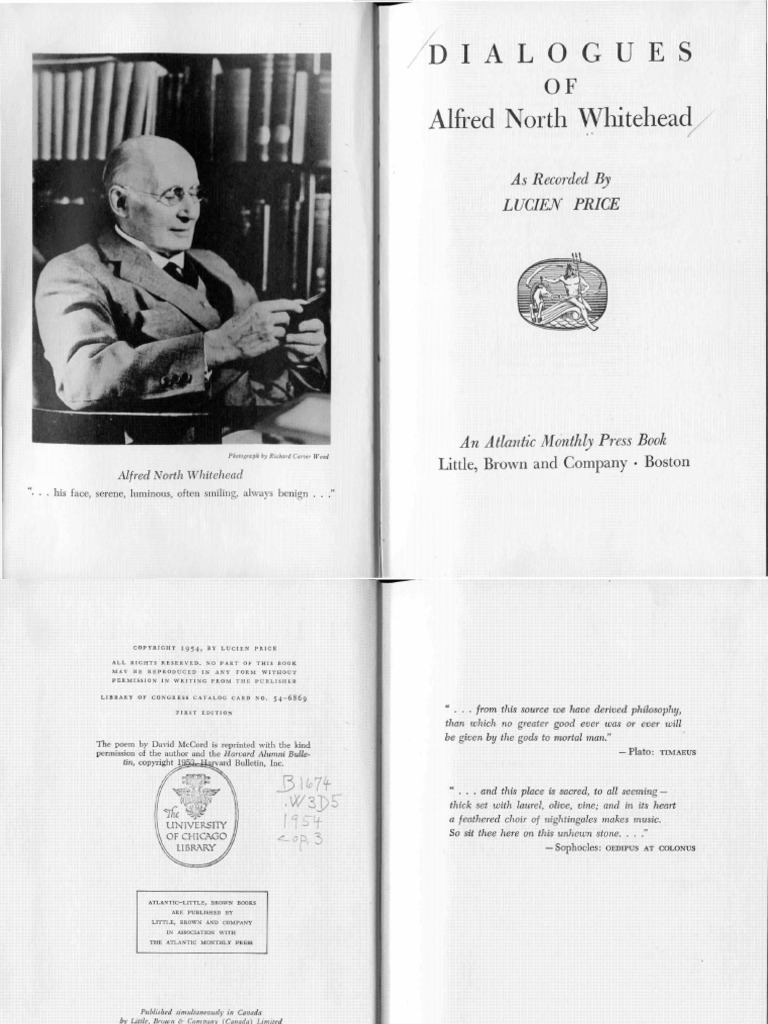 Photograph by Richard Carver Wood
Alfred North Whitehead
". . . his face, serene, luminous, often smiling, always benign . . ."
DIALOGUES
OF
Alfred North Whitehead
As Recorded By
LUCIEN PRICE
An Atlantic Monthly Press Book
Little, Brown and Company · Boston
COPYRIGHT 1954, BY LUCIEN PRICE
ALL RIGHTS RESERVED. NO PART OF THIS BOOK
MAY BE REPRODUCED IN ANY FORM WITHOUT
PERMISSION IN WRITING FROM THE PUBLISHER
LIBRARY OF CONGRESS CATALOG CARD NO. 54-6869
FIRST EDITION
The poem by David McCord is reprinted with the kind
permission of the author and the Harvard Alumni Bulle-
tin, copyright 1952, Harvard Bulletin, Inc.
The
UNIVERSITY
OF CHICAGO
LIBRARY
B1674
.W3D5
1954
cop.3
ATLANTIC–LITTLE, BROWN BOOKS
ARE PUBLISHED BY
LITTLE, BROWN AND COMPANY
IN ASSOCIATION WITH
THE ATLANTIC MONTHLY PRESS
Published simultaneously in Canada
by Little, Brown & Company (Canada) Limited
" . . . from this source we have derived philosophy,
than which no greater good ever was or ever will
be given by the gods to mortal man."
— Plato: TIMAEUS
" . . . and this place is sacred, to all seeming —
thick set with laurel, olive, vine; and in its heart
a feathered choir of nightingales makes music.
So sit thee here on this unhewn stone. . . ."
— Sophocles: OEDIPUS AT COLONUS